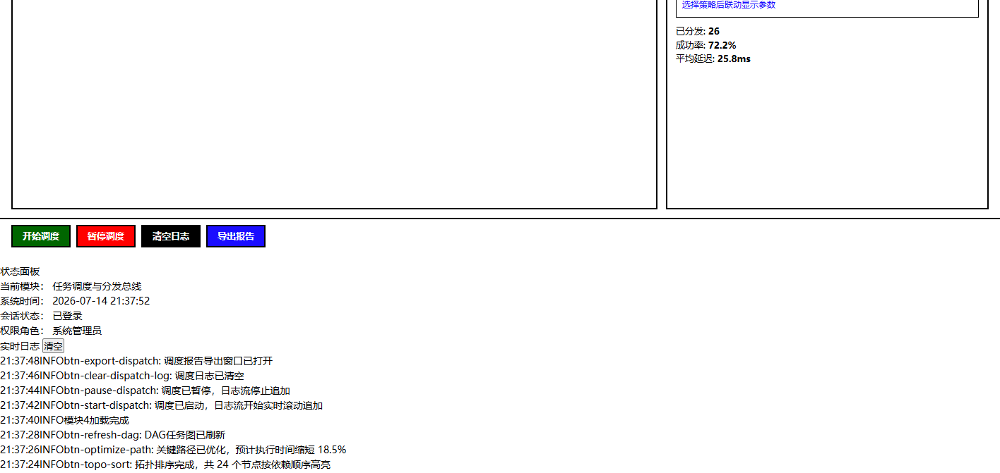 选择策略后联动显示参数
已分发: 26
成功率: 72.2%
平均延迟: 25.8ms
开始调度 暂停调度 清空日志 导出报告
状态面板
当前模块： 任务调度与分发总线
系统时间： 2026-07-14 21:37:52
会话状态： 已登录
权限角色： 系统管理员
实时日志 清空
21:37:48INFObtn-export-dispatch: 调度报告导出窗口已打开
21:37:46INFObtn-clear-dispatch-log: 调度日志已清空
21:37:44INFObtn-pause-dispatch: 调度已暂停，日志流停止追加
21:37:42INFObtn-start-dispatch: 调度已启动，日志流开始实时滚动追加
21:37:40INFO模块4加载完成
21:37:28INFObtn-refresh-dag: DAG任务图已刷新
21:37:26INFObtn-optimize-path: 关键路径已优化，预计执行时间缩短 18.5%
21:37:24INFObtn-topo-sort: 拓扑排序完成，共 24 个节点按依赖顺序高亮